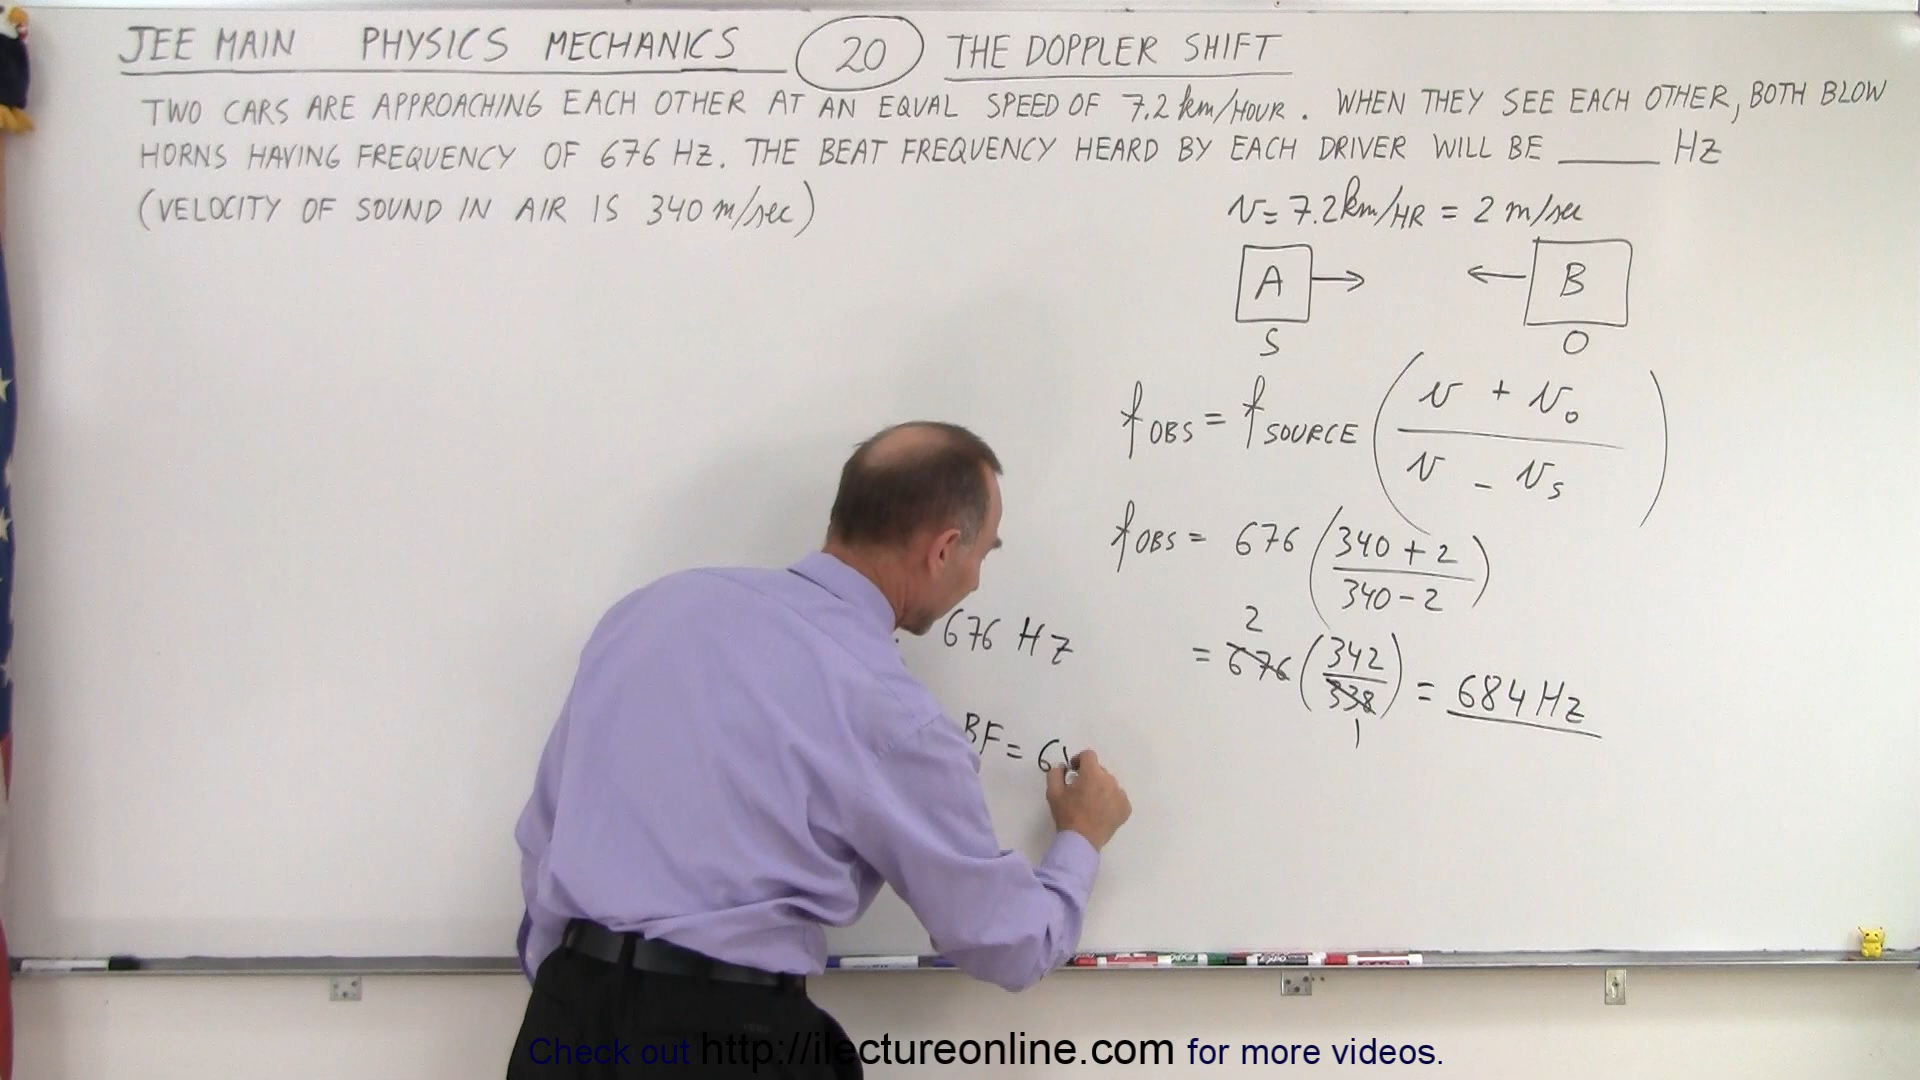 JEE MAIN PHYSICS MECHANICS 20 THE DOPPLER SHIFT
TWO CARS ARE APPROACHING EACH OTHER AT AN EQUAL SPEED OF 7.2 km/HOUR. WHEN THEY SEE EACH OTHER, BOTH BLOW
HORNS HAVING FREQUENCY OF 676 HZ. THE BEAT FREQUENCY HEARD BY EACH DRIVER WILL BE _____ HZ
(VELOCITY OF SOUND IN AIR IS 340 m/sec)
v = 7.2 km/HR = 2 m/sec
A → ← B
S O
f OBS = f SOURCE ( v + v₀ / v - vₛ )
f OBS = 676 ( 340 + 2 / 340 - 2 )
2
= 676 ( 342 / 338 ) = 684 Hz
1
676 HZ
BF = 6
Check out http://ilectureonline.com for more videos.